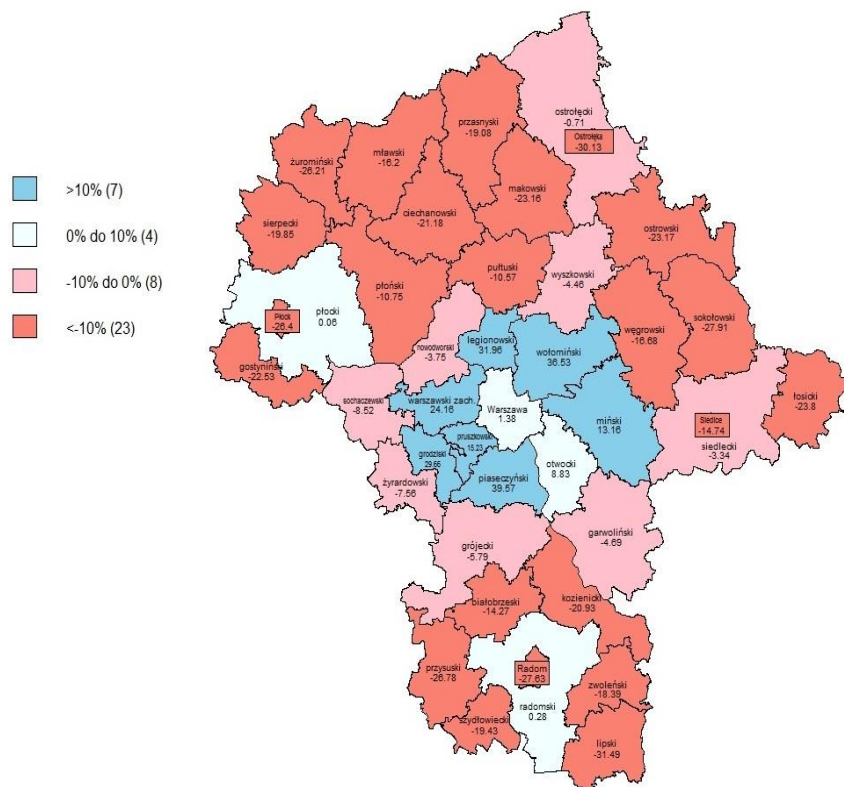 ostrołęcki
-0.71
Ostrołęka
-30.13
przasnyski
-19.08
mławski
-16.2
żuromiński
-26.21
makowski
-23.16
ciechanowski
-21.18
sierpecki
-19.85
ostrowski
-23.17
pułtuski
-10.57
wyszkowski
-4.46
płoński
-10.75
płocki
0.06
Płock
-26.4
sokołowski
-27.91
węgrowski
-16.68
legionowski
31.96
wołomiński
36.53
nowodworski
-3.75
gostyniński
-22.53
łosicki
-23.8
sochaczewski
-8.52
warszawski zach.
24.16
Warszawa
1.38
miński
13.16
Siedlce
-14.74
siedlecki
-3.34
pruszkowski
15.23
grodziski
29.66
otwocki
8.83
piaseczyński
39.57
żyrardowski
-7.56
garwoliński
-4.69
grójecki
-5.79
białobrzeski
-14.27
kozienicki
-20.93
przysuski
-26.78
Radom
-27.63
zwoleński
-18.39
radomski
0.28
szydłowiecki
-19.43
lipski
-31.49
>10% (7)
0% do 10% (4)
-10% do 0% (8)
<-10% (23)